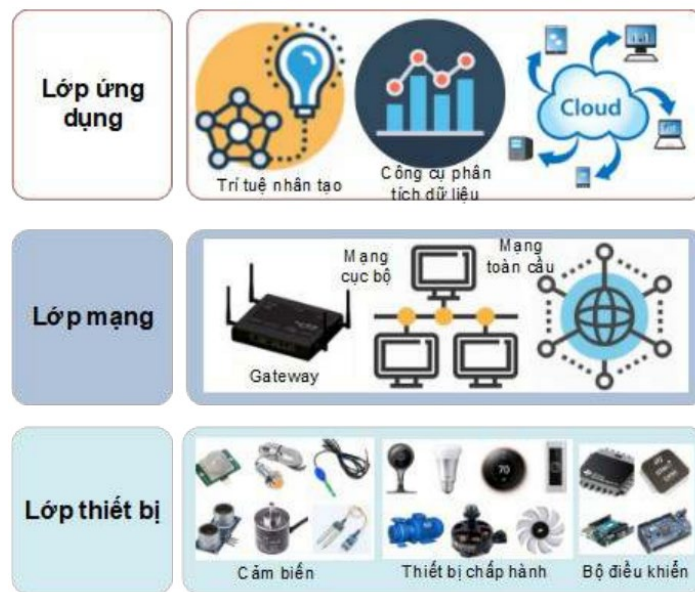 Lớp ứng
dụng
Trí tuệ nhân tạo
Công cụ phân
tích dữ liệu
Cloud
Lớp mạng
Gateway
Mạng
cục bộ
Mạng
toàn cầu
Lớp thiết bị
70
Cảm biến
Thiết bị chấp hành
Bộ điều khiển